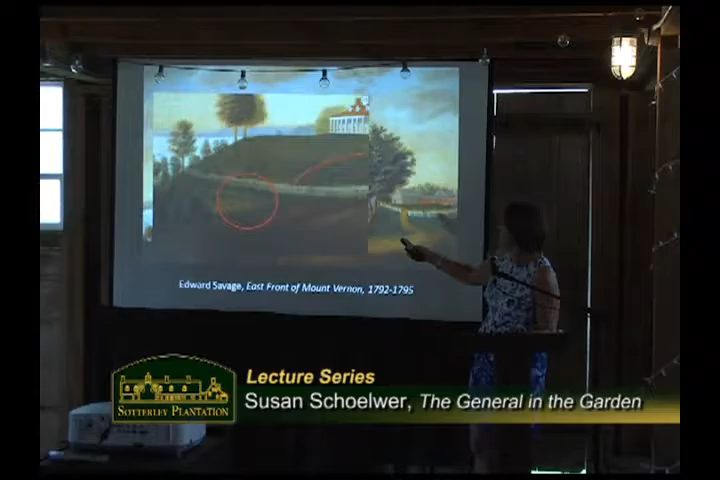 Edward Savage, East Front of Mount Vernon, 1792-1795
Lecture Series
SOTTERLEY PLANTATION
Susan Schoelwer, The General in the Garden